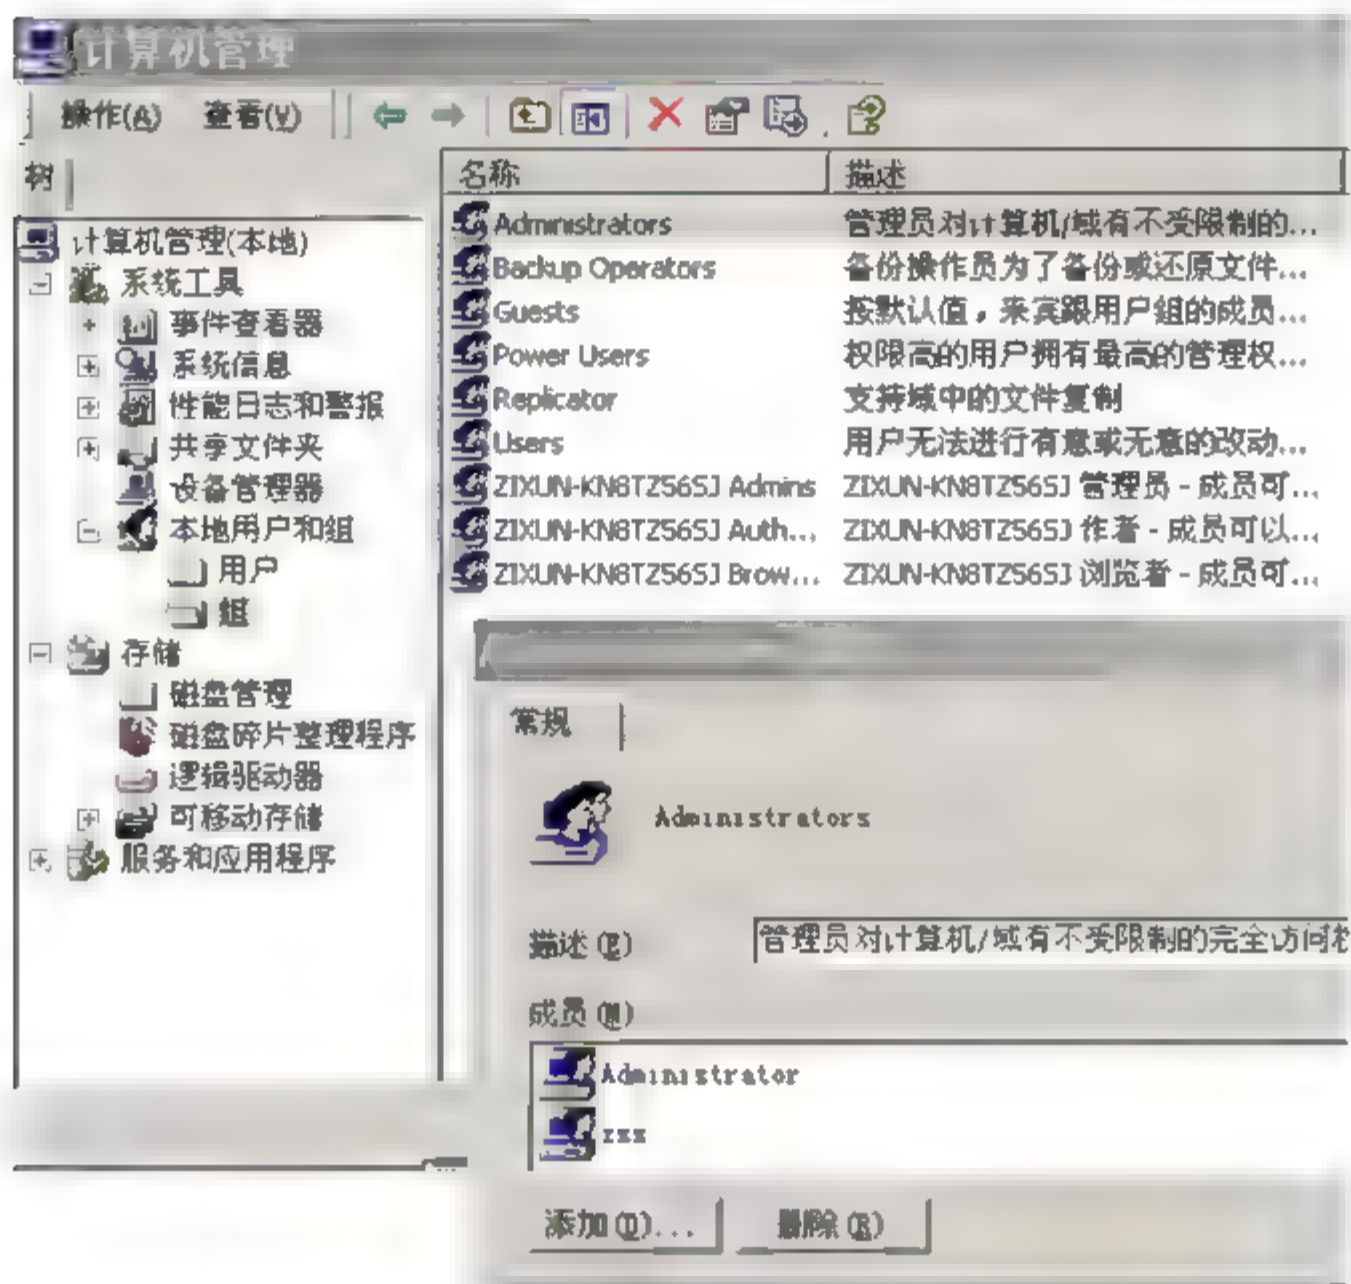 计算机管理
操作(A) 查看(V)
树
名称 描述
计算机管理(本地)
系统工具
事件查看器
系统信息
性能日志和警报
共享文件夹
设备管理器
本地用户和组
用户
组
存储
磁盘管理
磁盘碎片整理程序
逻辑驱动器
可移动存储
服务和应用程序
Administrators 管理员对计算机/域有不受限制的...
Backup Operators 备份操作员为了备份或还原文件...
Guests 按默认值，来宾跟用户组的成员...
Power Users 权限高的用户拥有最高的管理权...
Replicator 支持域中的文件复制
Users 用户无法进行有意或无意的改动...
ZIXUN-KN8TZ56SJ Admins ZIXUN-KN8TZ56SJ 管理员 - 成员可...
ZIXUN-KN8TZ56SJ Auth... ZIXUN-KN8TZ56SJ 作者 - 成员可以...
ZIXUN-KN8TZ56SJ Brow... ZIXUN-KN8TZ56SJ 浏览者 - 成员可...
常规
Administrators
描述(E) 管理员对计算机/域有不受限制的完全访问
成员(M)
Administrator
添加(D)... 删除(R)